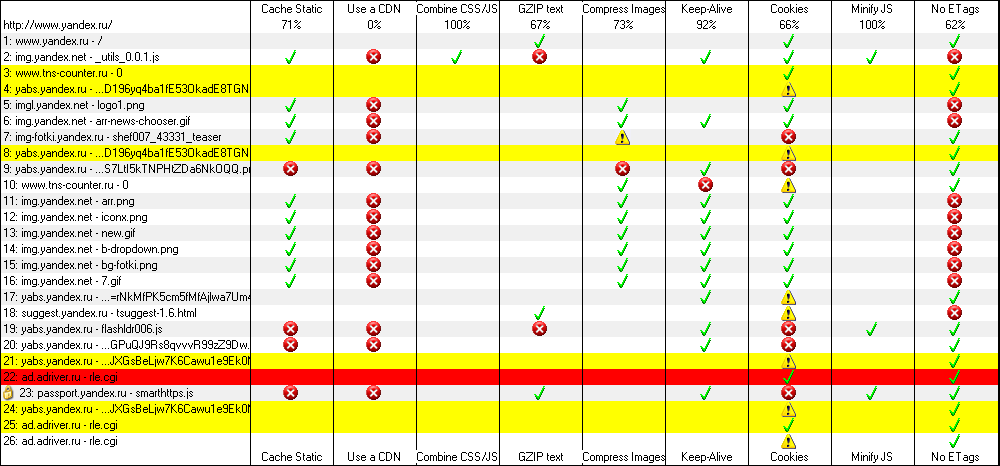 Cache Static Use a CDN Combine CSS/JS GZIP text Compress Images Keep-Alive Cookies Minify JS No ETags
http://www.yandex.ru/ 71% 0% 100% 67% 73% 92% 66% 100% 62%
1: www.yandex.ru - /
2: img.yandex.net - _utils_0.0.1.js
3: www.tns-counter.ru - 0
4: yabs.yandex.ru - ...D196yq4ba1fE53OkadE8TGN
5: imgl.yandex.net - logo1.png
6: img.yandex.net - arr-news-chooser.gif
7: img-fotki.yandex.ru - shef007_43331_teaser
8: yabs.yandex.ru - ...D196yq4ba1fE53OkadE8TGN
9: yabs.yandex.ru - ...S7LtI5kTNPHtZDa6NkOQQ.p
10: www.tns-counter.ru - 0
11: img.yandex.net - arr.png
12: img.yandex.net - iconx.png
13: img.yandex.net - new.gif
14: img.yandex.net - b-dropdown.png
15: img.yandex.net - bg-fotki.png
16: img.yandex.net - 7.gif
17: yabs.yandex.ru - ...=rNkMfPK5cm5fMfAjlwa7Um4
18: suggest.yandex.ru - tsuggest-1.6.html
19: yabs.yandex.ru - flashldr006.js
20: yabs.yandex.ru - ...GPuQJ9Rs8qvvvR99zZ9Dw.
21: yabs.yandex.ru - ...JXGsBeLjw7K6Cawu1e9Ek0N
22: ad.adriver.ru - rle.cgi
23: passport.yandex.ru - smarthttps.js
24: yabs.yandex.ru - ...JXGsBeLjw7K6Cawu1e9Ek0N
25: ad.adriver.ru - rle.cgi
26: ad.adriver.ru - rle.cgi
Cache Static Use a CDN Combine CSS/JS GZIP text Compress Images Keep-Alive Cookies Minify JS No ETags